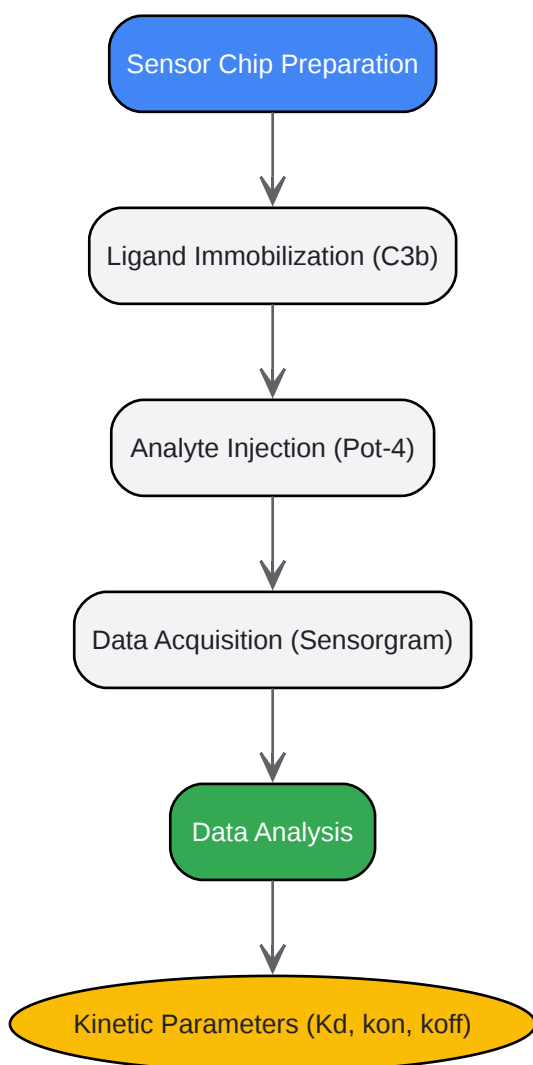 Sensor Chip Preparation
Ligand Immobilization (C3b)
Analyte Injection (Pot-4)
Data Acquisition (Sensorgram)
Data Analysis
Kinetic Parameters (Kd, kon, koff)